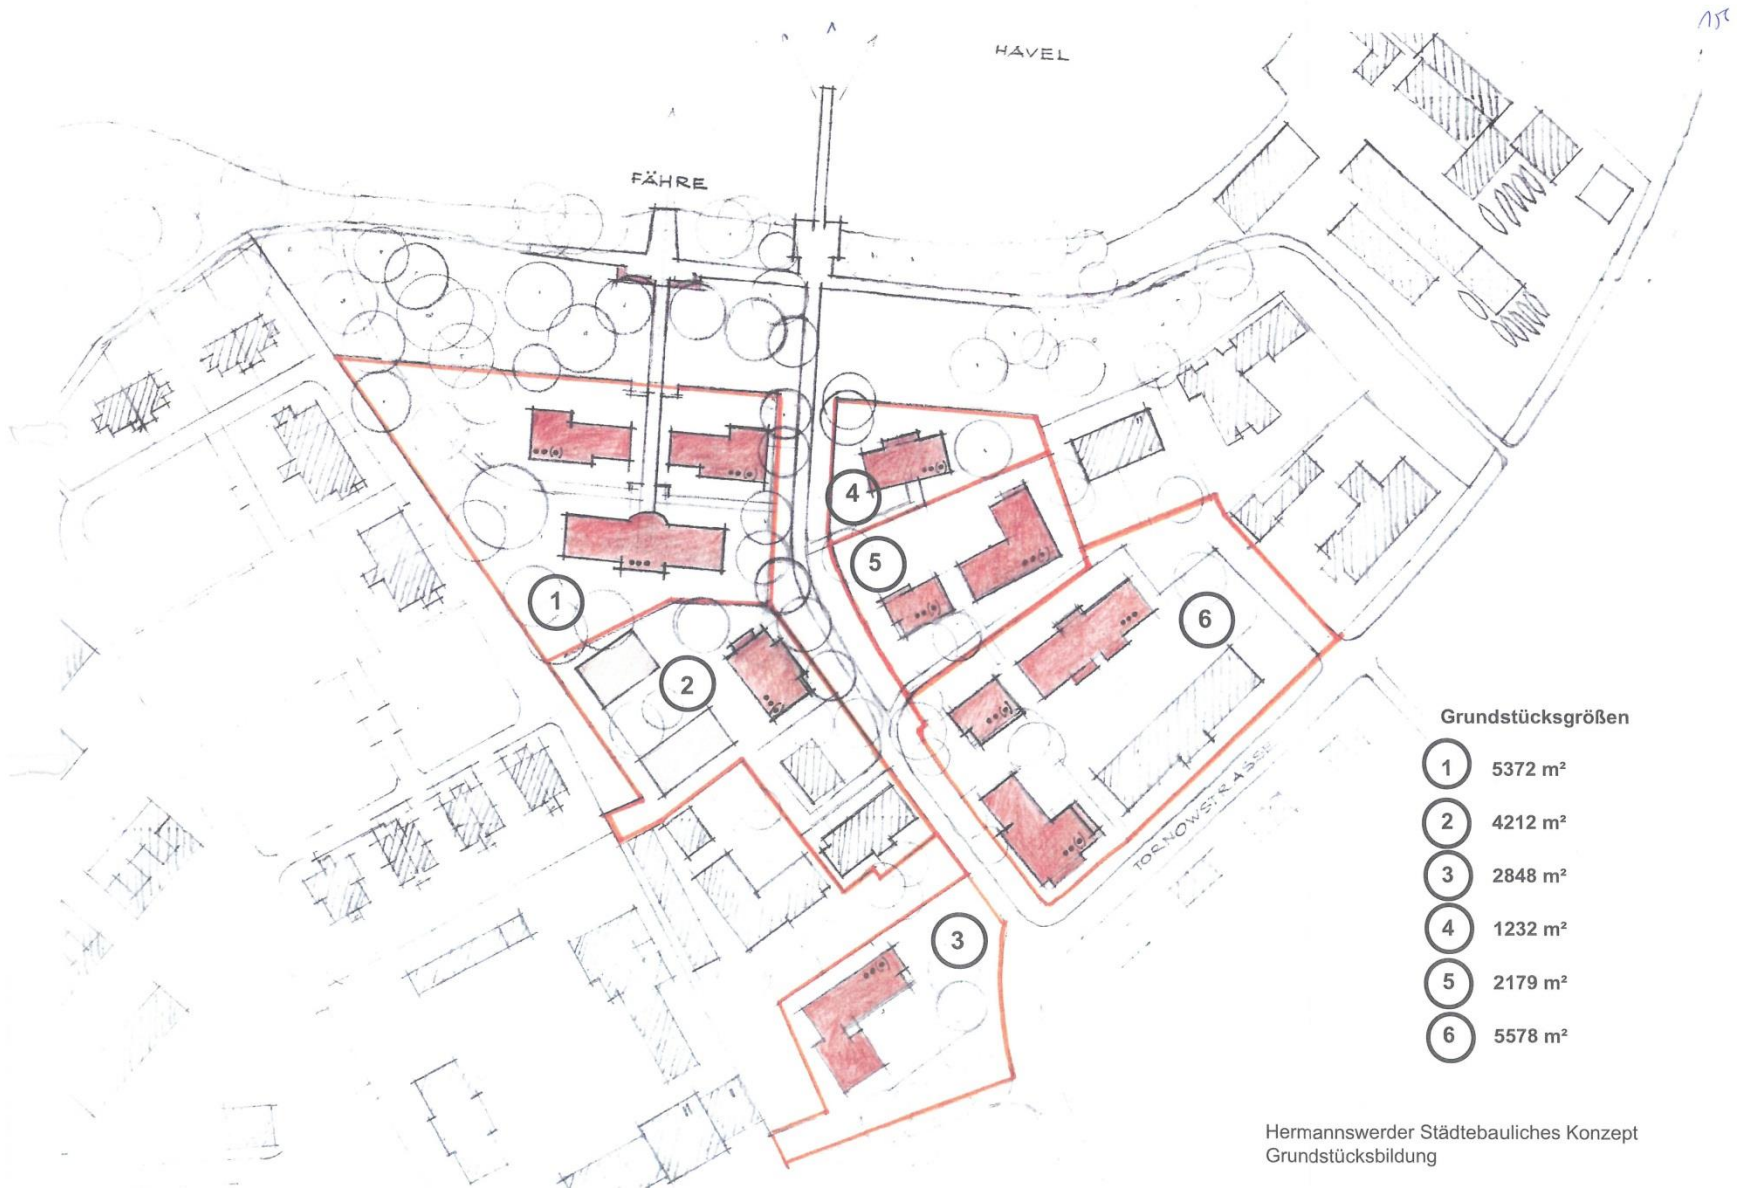 HAVEL
FÄHRE
4
5
1
6
2
3
TORNOWSTRASSE
Grundstücksgrößen
1 5372 m²
2 4212 m²
3 2848 m²
4 1232 m²
5 2179 m²
6 5578 m²
Hermannswerder Städtebauliches Konzept
Grundstücksbildung